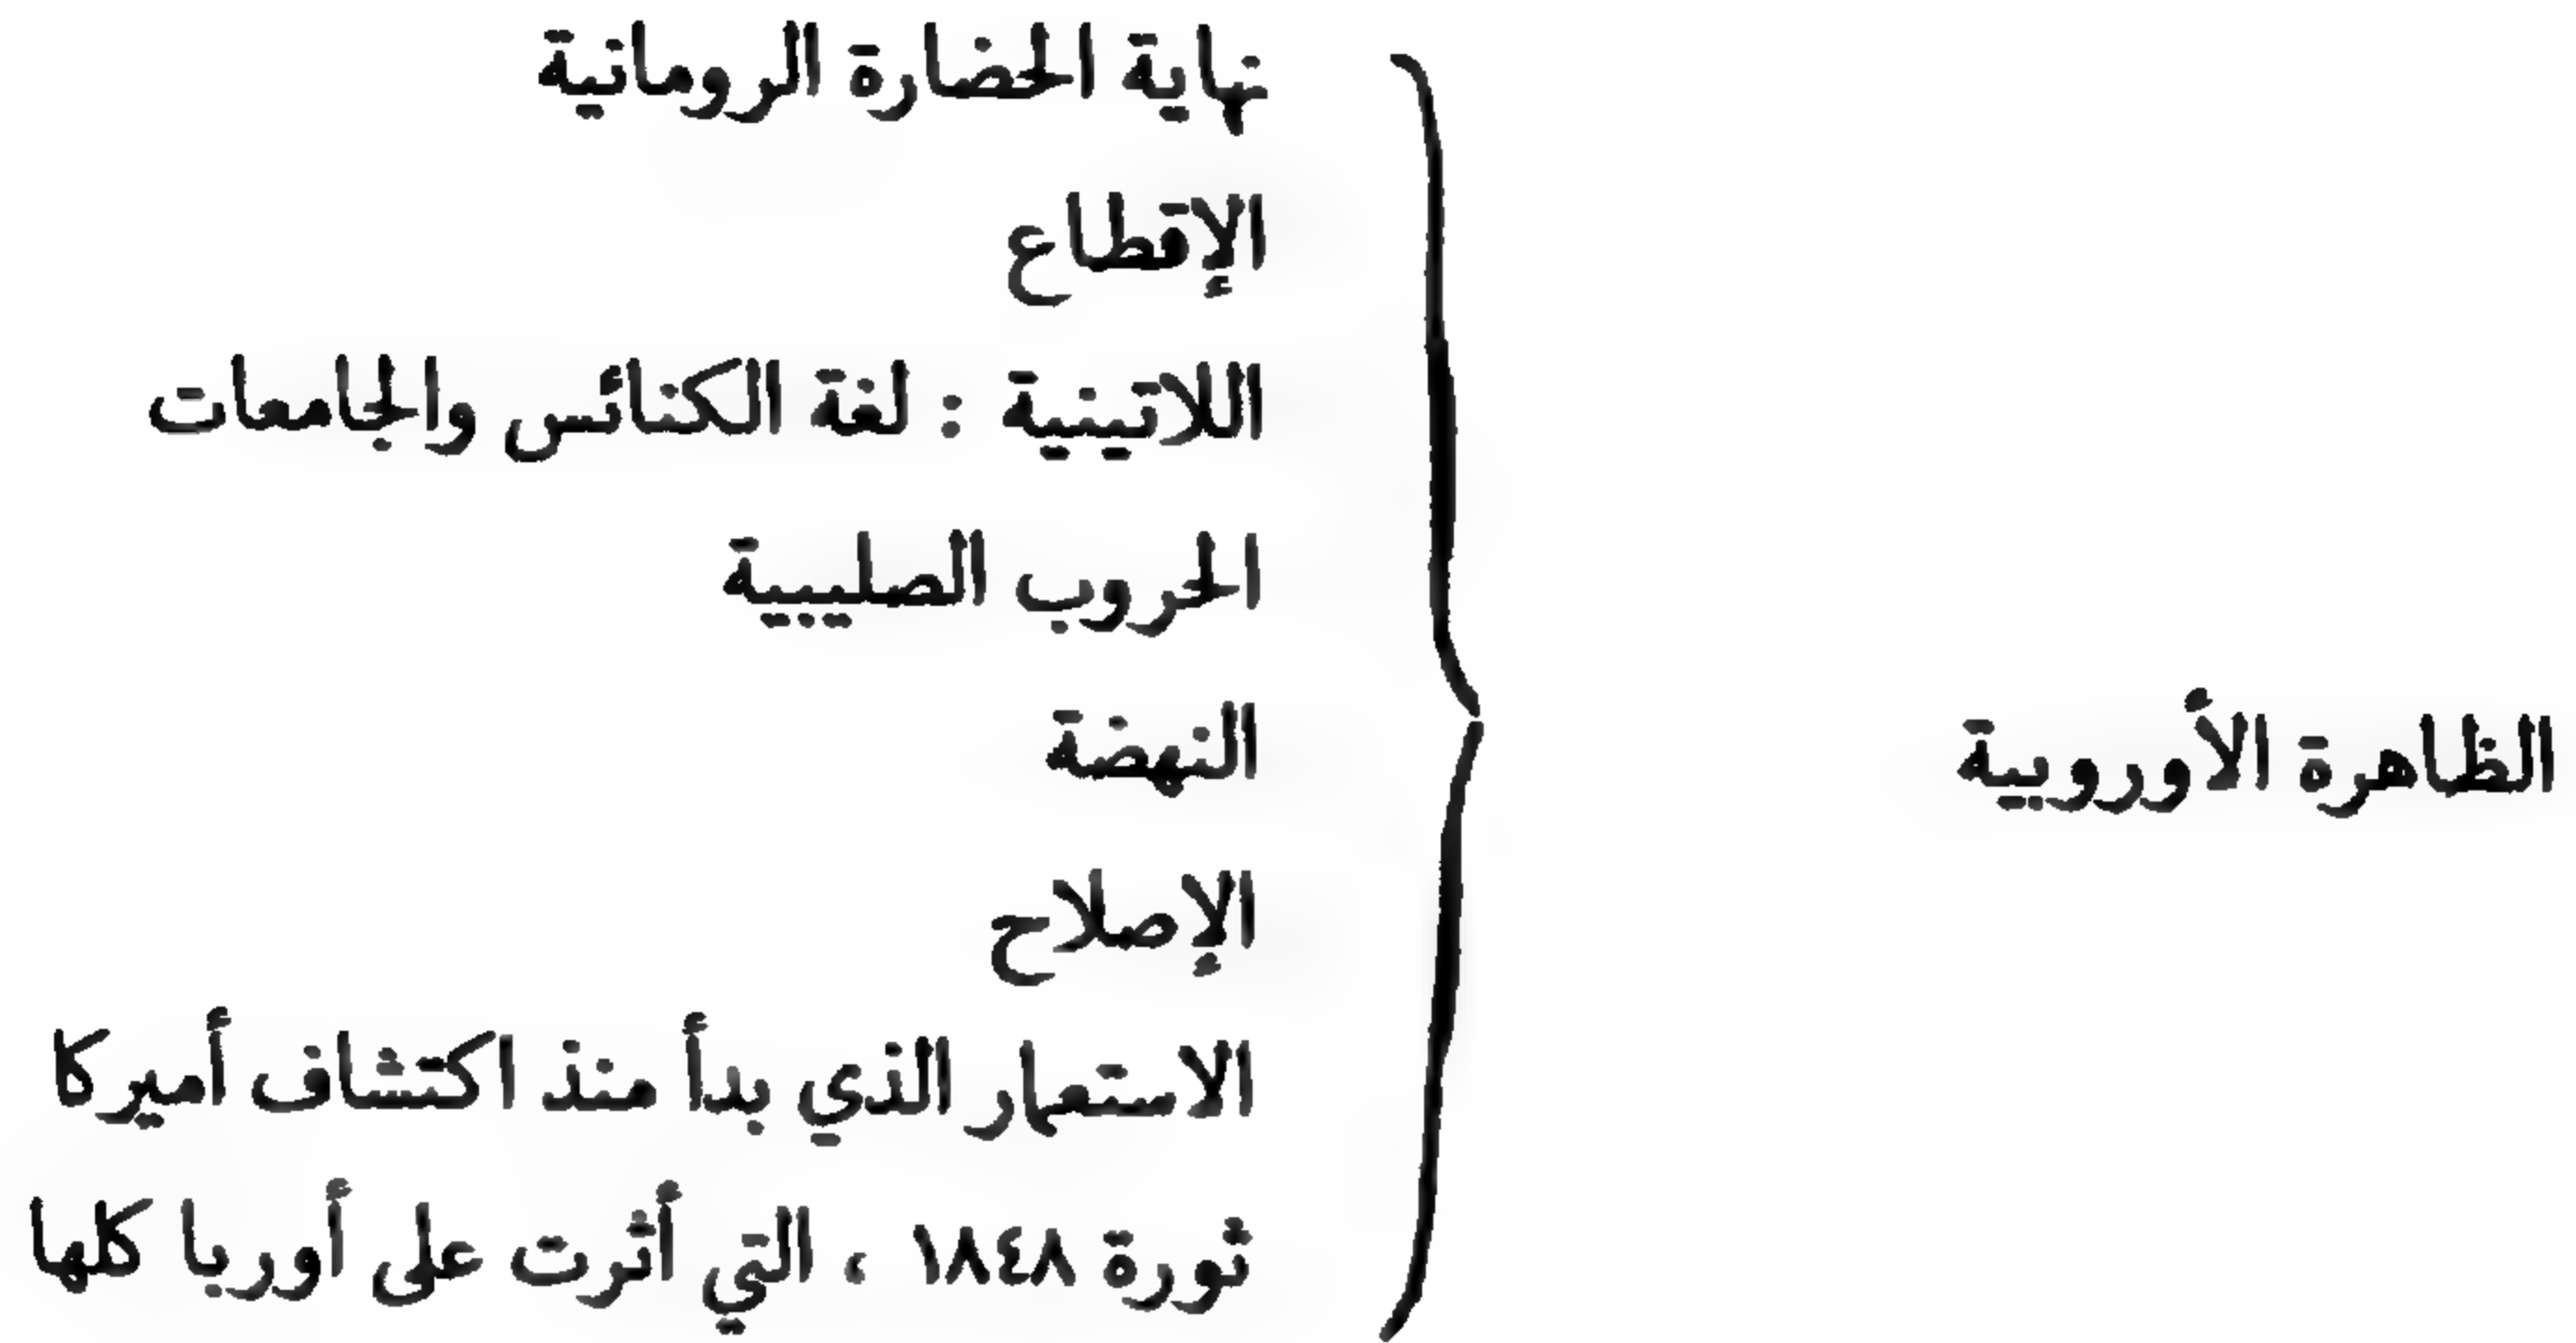 الظاهرة الأوروبية
نهاية الحضارة الرومانية
الإقطاع
اللاتينية : لغة الكنائس والجامعات
الحروب الصليبية
النهضة
الإصلاح
الاستعمار الذي بدأ منذ اكتشاف أميركا
ثورة ١٨٤٨ ، التي أثرت على أوربا كلها